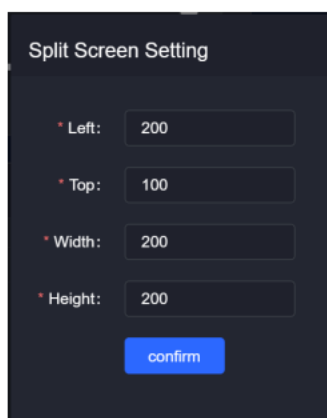 Split Screen Setting
* Left: 200
* Top: 100
* Width: 200
* Height: 200
confirm